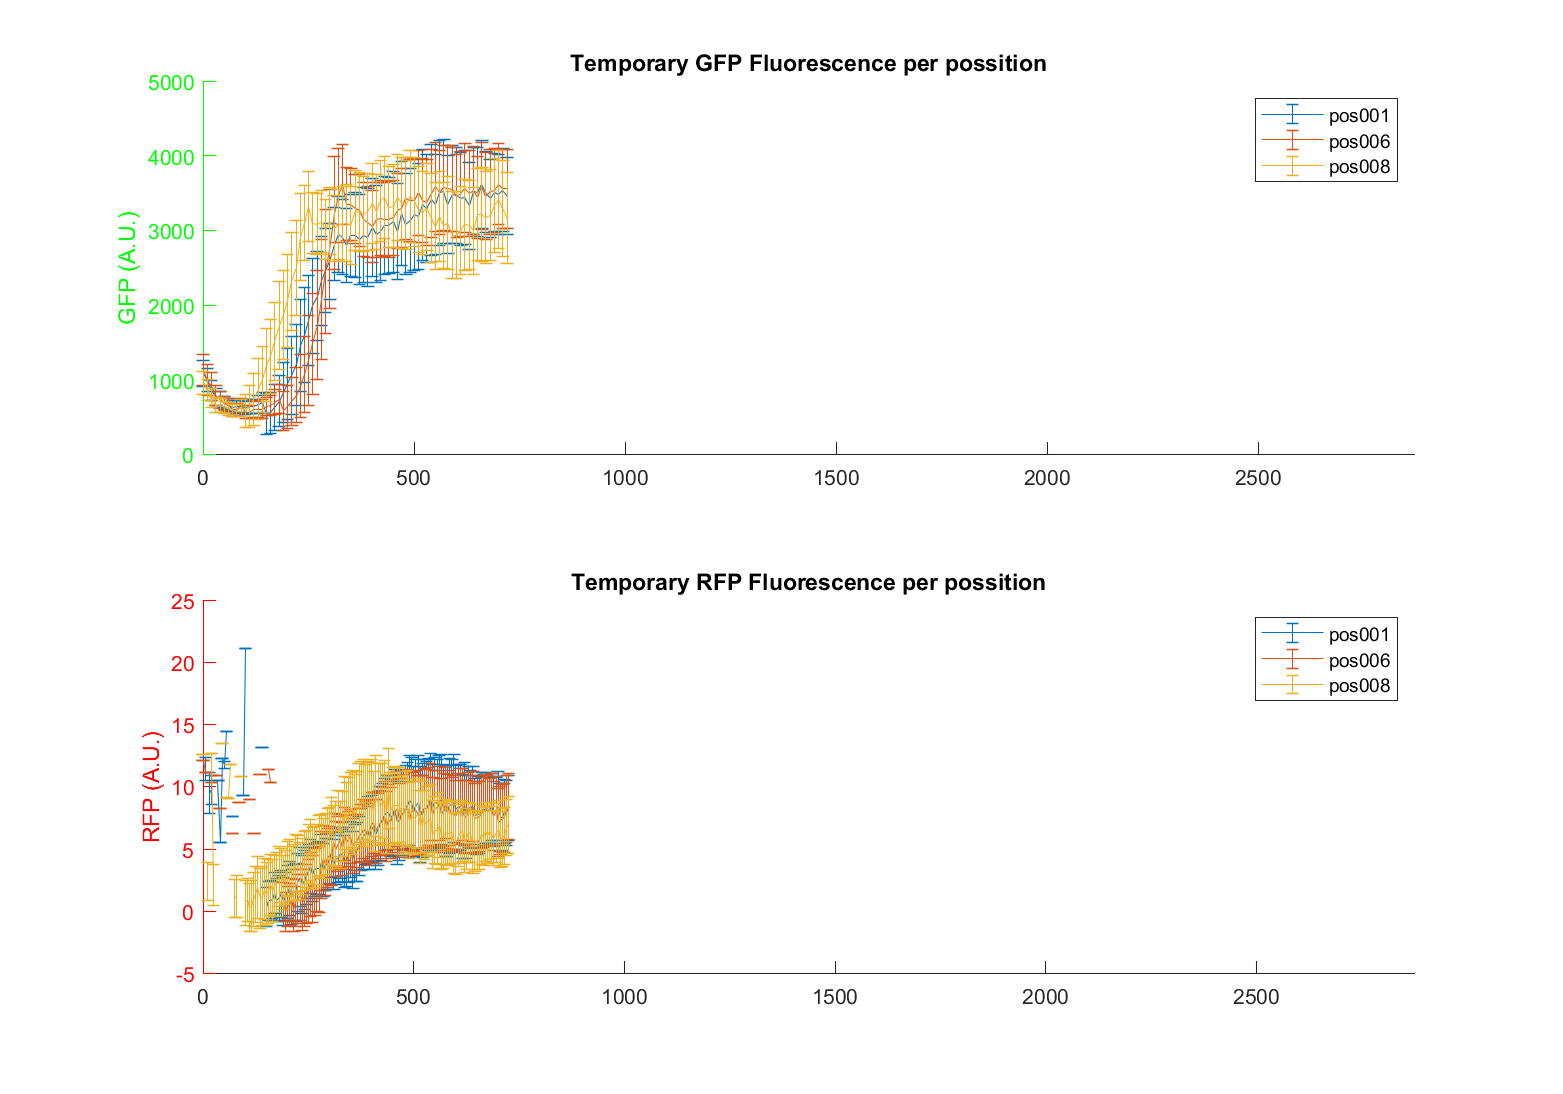 Temporary GFP Fluorescence per possition
5000
4000
3000
2000
1000
0
GFP (A.U.)
0 500 1000 1500 2000 2500
pos001
pos006
pos008
Temporary RFP Fluorescence per possition
25
20
15
10
5
0
-5
RFP (A.U.)
0 500 1000 1500 2000 2500
pos001
pos006
pos008